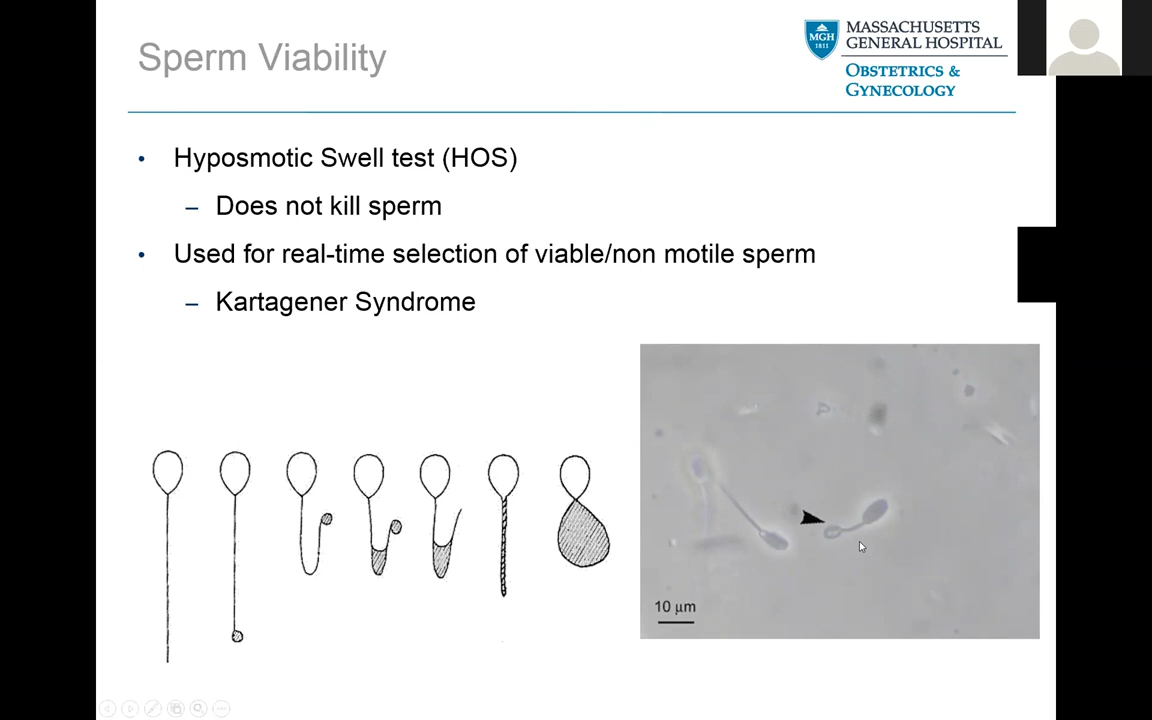 Sperm Viability
MGH
1811
MASSACHUSETTS
GENERAL HOSPITAL
OBSTETRICS &
GYNECOLOGY
• Hyposmotic Swell test (HOS)
– Does not kill sperm
• Used for real-time selection of viable/non motile sperm
– Kartagener Syndrome
10 μm